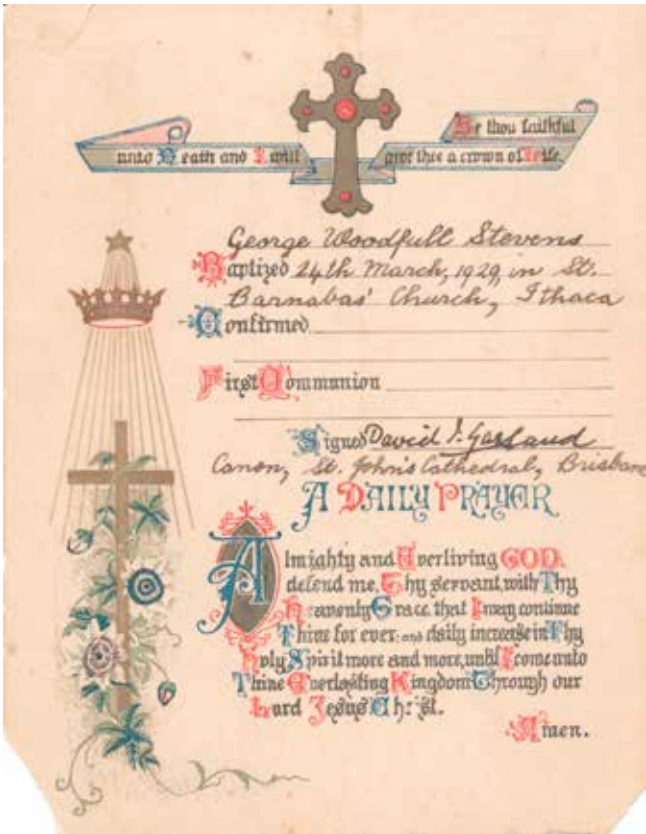 Be thou faithful
unto Death and I will give thee a crown of Life.
George Woodfull Stevens
Baptized 24th March, 1929, in St.
Barnabas' Church, Ithaca
Confirmed
First Communion
Signed David J. Garland
Canon, St. John's Cathedral, Brisbane
A DAILY PRAYER
Almighty and Everliving GOD,
defend me, Thy servant, with Thy
Heavenly Grace, that I may continue
Thine for ever: and daily increase in Thy
Holy Spirit more and more, until I come unto
Thine Everlasting Kingdom Through our
Lord Jesus Christ.
Amen.